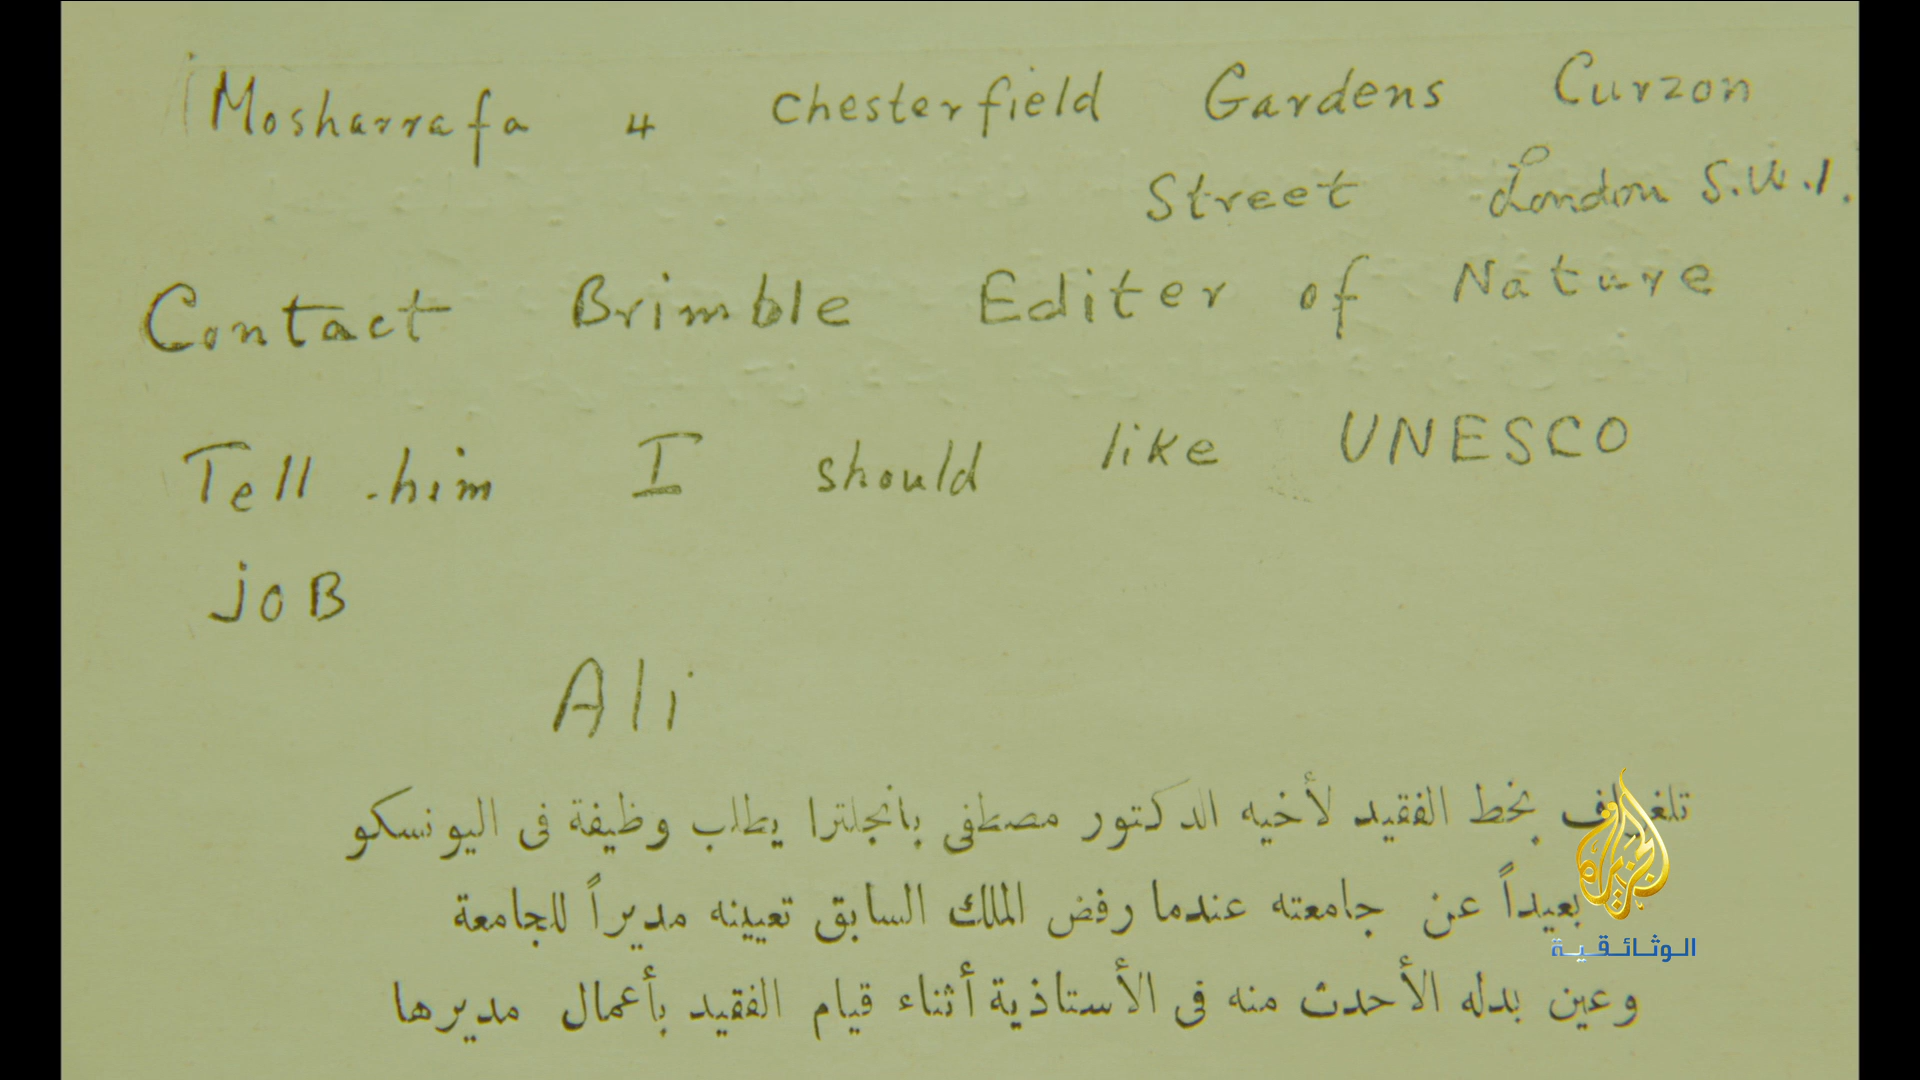 Mosharrafa 4 Chesterfield Gardens Curzon
Street London S.W.1.
Contact Brimble Editer of Nature
Tell him I should like UNESCO
joB
Ali
تلغراف بخط الفقيد لأخيه الدكتور مصطفى بانجلترا يطلب وظيفة فى اليونسكو
بعيداً عن جامعته عندما رفض الملك السابق تعيينه مديراً للجامعة
وعين بدله الأحدث منه فى الأستاذية أثناء قيام الفقيد بأعمال مديرها
الجزيرة
الوثائقية